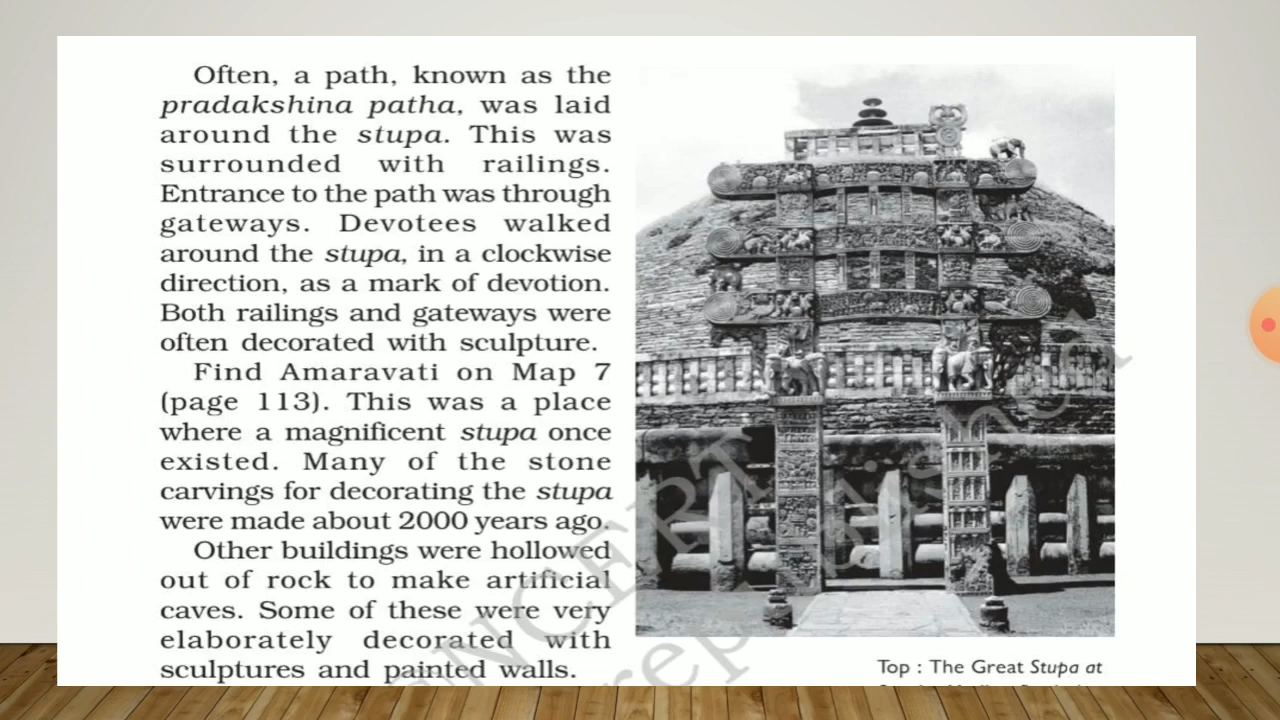 Often, a path, known as the
pradakshina patha, was laid
around the stupa. This was
surrounded with railings.
Entrance to the path was through
gateways. Devotees walked
around the stupa, in a clockwise
direction, as a mark of devotion.
Both railings and gateways were
often decorated with sculpture.
Find Amaravati on Map 7
(page 113). This was a place
where a magnificent stupa once
existed. Many of the stone
carvings for decorating the stupa
were made about 2000 years ago.
Other buildings were hollowed
out of rock to make artificial
caves. Some of these were very
elaborately decorated with
sculptures and painted walls.
Top : The Great Stupa at
NCERT